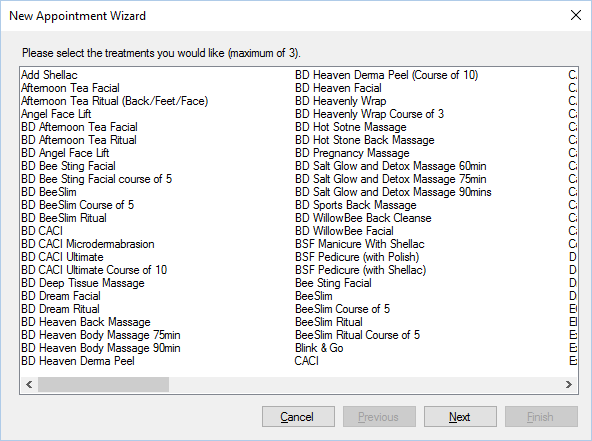 New Appointment Wizard
Please select the treatments you would like (maximum of 3).
Add Shellac
Afternoon Tea Facial
Afternoon Tea Ritual (Back/Feet/Face)
Angel Face Lift
BD Afternoon Tea Facial
BD Afternoon Tea Ritual
BD Angel Face Lift
BD Bee Sting Facial
BD Bee Sting Facial course of 5
BD BeeSlim
BD BeeSlim Course of 5
BD BeeSlim Ritual
BD CACI
BD CACI Microdermabrasion
BD CACI Ultimate
BD CACI Ultimate Course of 10
BD Deep Tissue Massage
BD Dream Facial
BD Dream Ritual
BD Heaven Back Massage
BD Heaven Body Massage 75min
BD Heaven Body Massage 90min
BD Heaven Derma Peel
BD Heaven Derma Peel (Course of 10)
BD Heaven Facial
BD Heavenly Wrap
BD Heavenly Wrap Course of 3
BD Hot Sotne Massage
BD Hot Stone Back Massage
BD Pregnancy Massage
BD Salt Glow and Detox Massage 60min
BD Salt Glow and Detox Massage 75min
BD Salt Glow and Detox Massage 90mins
BD Sports Back Massage
BD WillowBee Back Cleanse
BD WillowBee Facial
BSF Manicure With Shellac
BSF Pedicure (with Polish)
BSF Pedicure (with Shellac)
Bee Sting Facial
BeeSlim
BeeSlim Course of 5
BeeSlim Ritual
BeeSlim Ritual Course of 5
Blink & Go
CACI
Cancel
Previous
Next
Finish